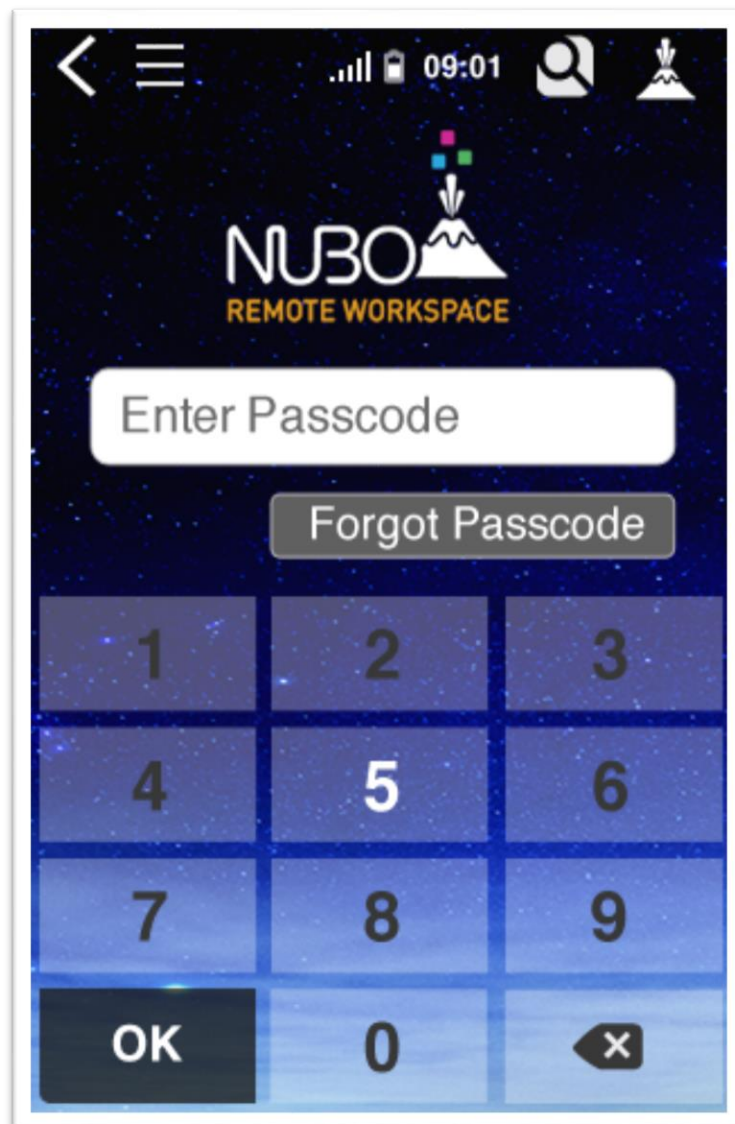 09:01
NUBO
REMOTE WORKSPACE
Enter Passcode
Forgot Passcode
1 2 3
4 5 6
7 8 9
OK 0